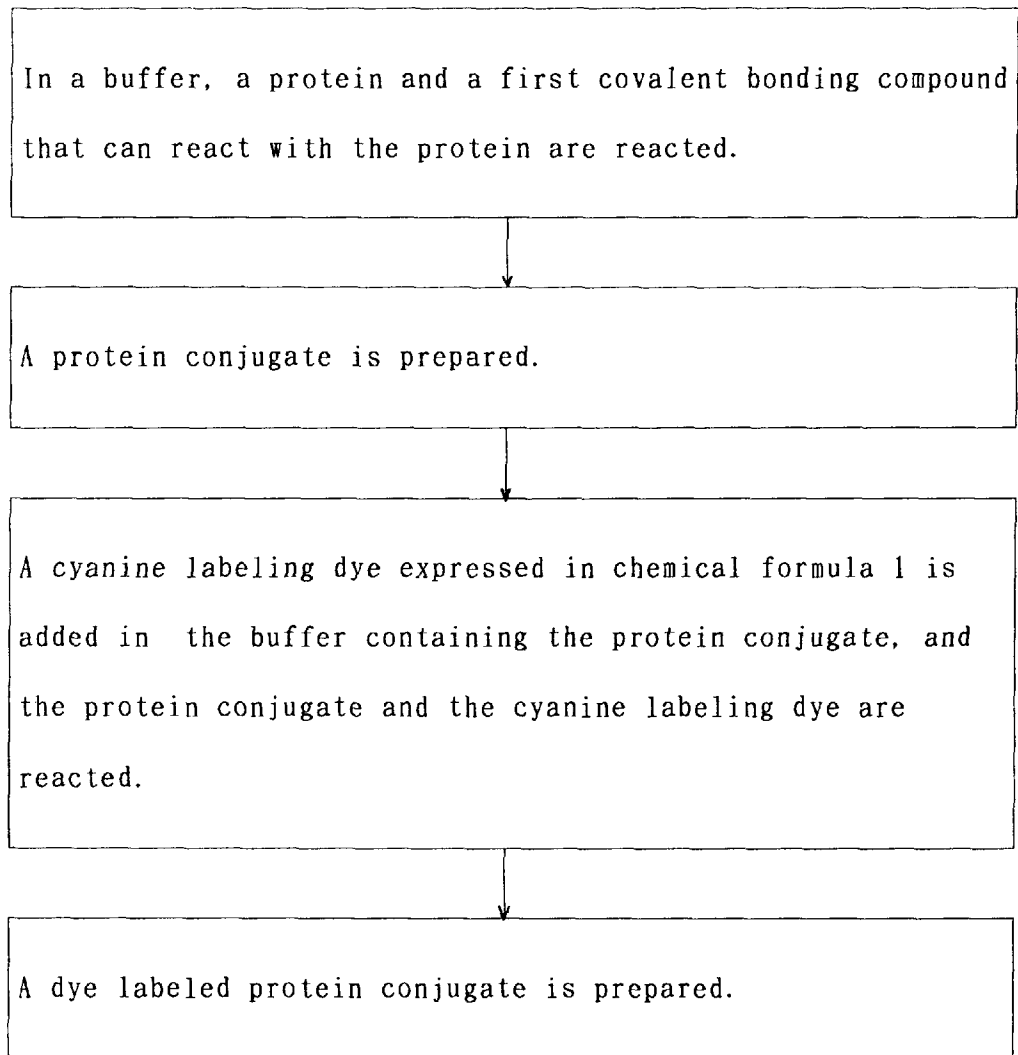 In a buffer, a protein and a first covalent bonding compound
that can react with the protein are reacted.
A protein conjugate is prepared.
A cyanine labeling dye expressed in chemical formula 1 is
added in the buffer containing the protein conjugate, and
the protein conjugate and the cyanine labeling dye are
reacted.
A dye labeled protein conjugate is prepared.